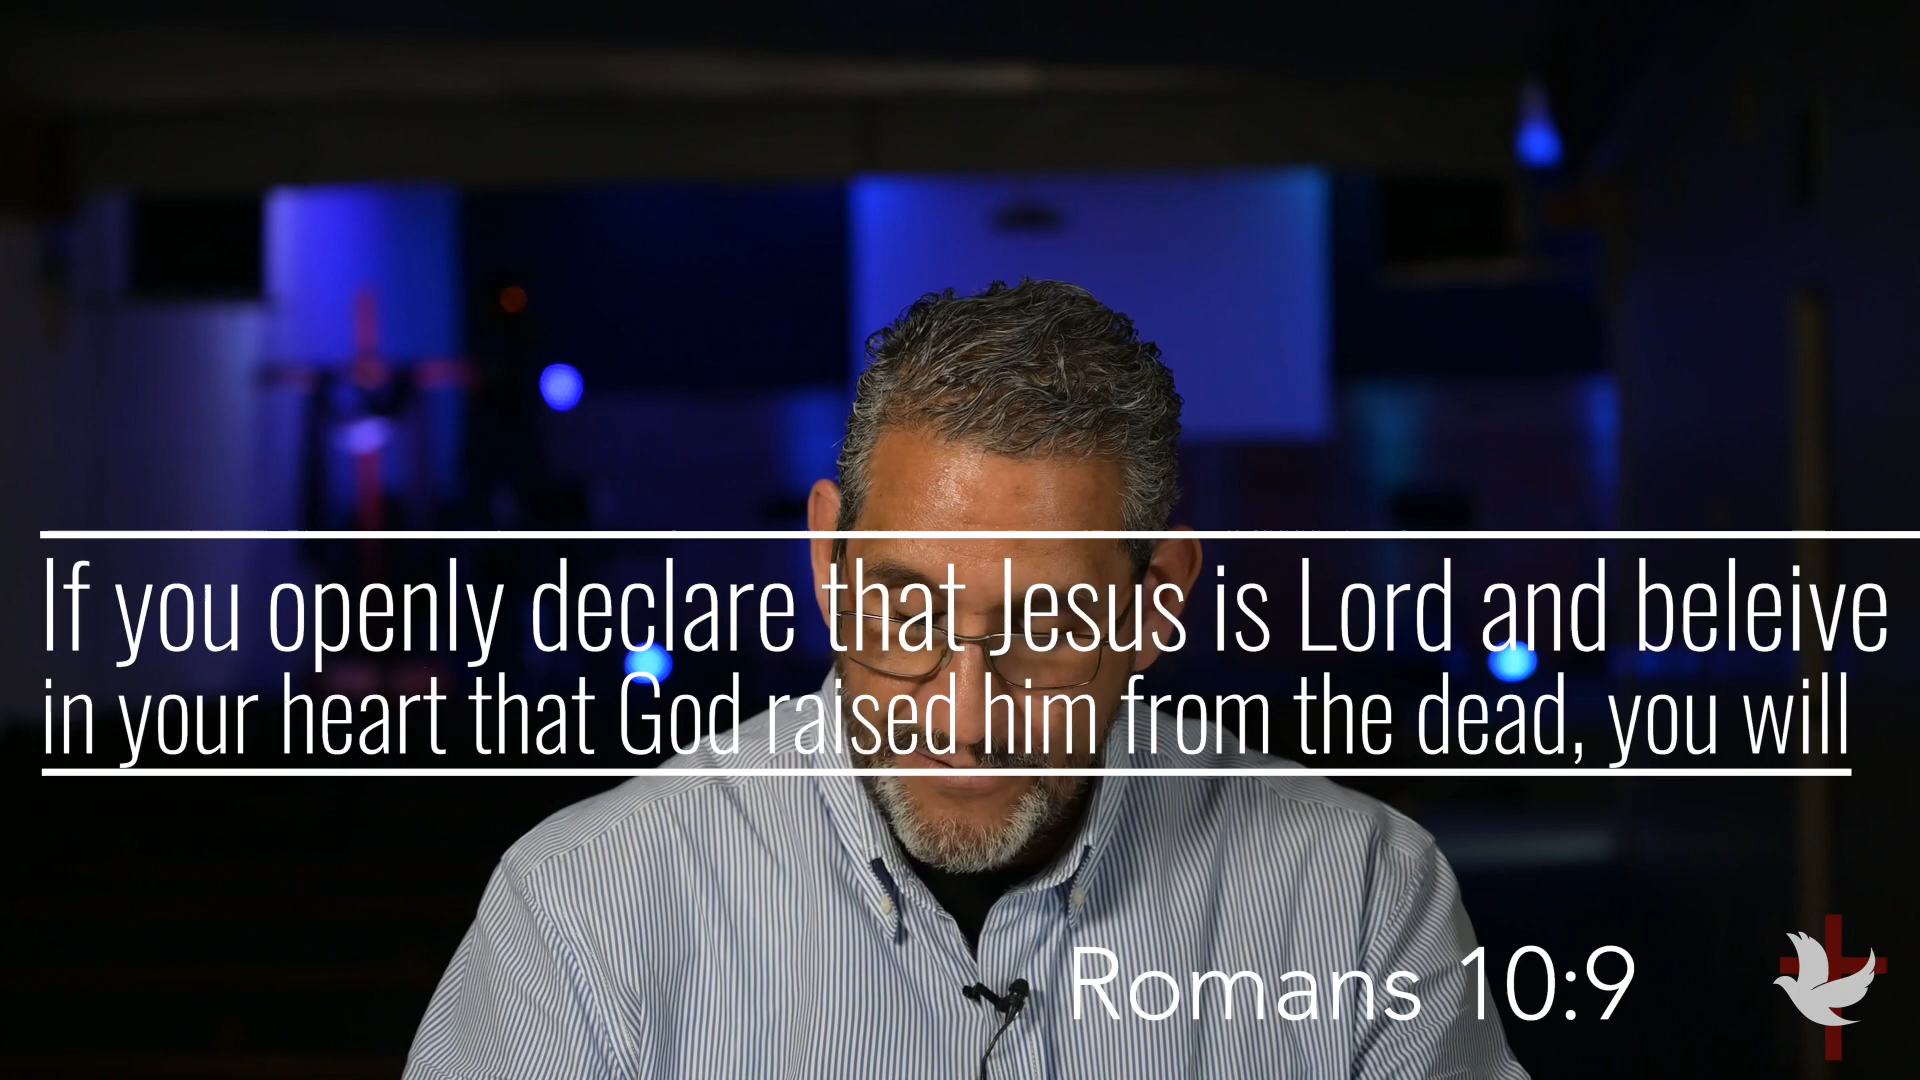 If you openly declare that Jesus is Lord and beleive
in your heart that God raised him from the dead, you will
Romans 10:9